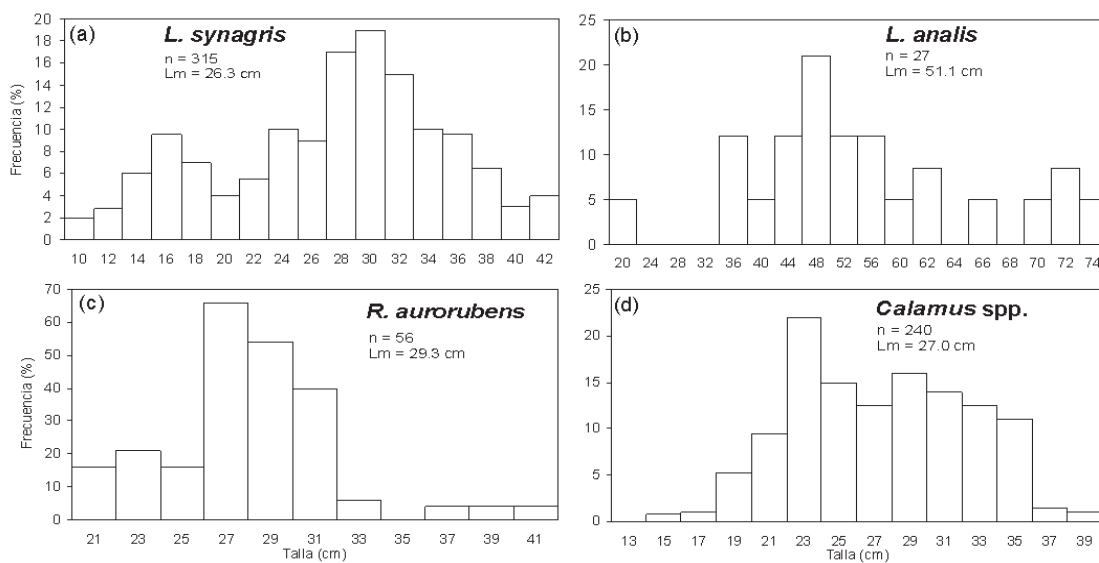 (a)
L. synagris
n = 315
Lm = 26.3 cm
Frecuencia (%)
20
18
16
14
12
10
8
6
4
2
0
10 12 14 16 18 20 22 24 26 28 30 32 34 36 38 40 42
(b)
L. analis
n = 27
Lm = 51.1 cm
25
20
15
10
5
0
20 24 28 32 36 40 44 48 52 56 60 62 64 66 68 70 72 74
(c)
R. aurorubens
n = 56
Lm = 29.3 cm
Frecuencia (%)
70
60
50
40
30
20
10
0
21 23 25 27 29 31 33 35 37 39 41
Talla (cm)
(d)
Calamus spp.
n = 240
Lm = 27.0 cm
25
20
15
10
5
0
13 15 17 19 21 23 25 27 29 31 33 35 37 39
Talla (cm)